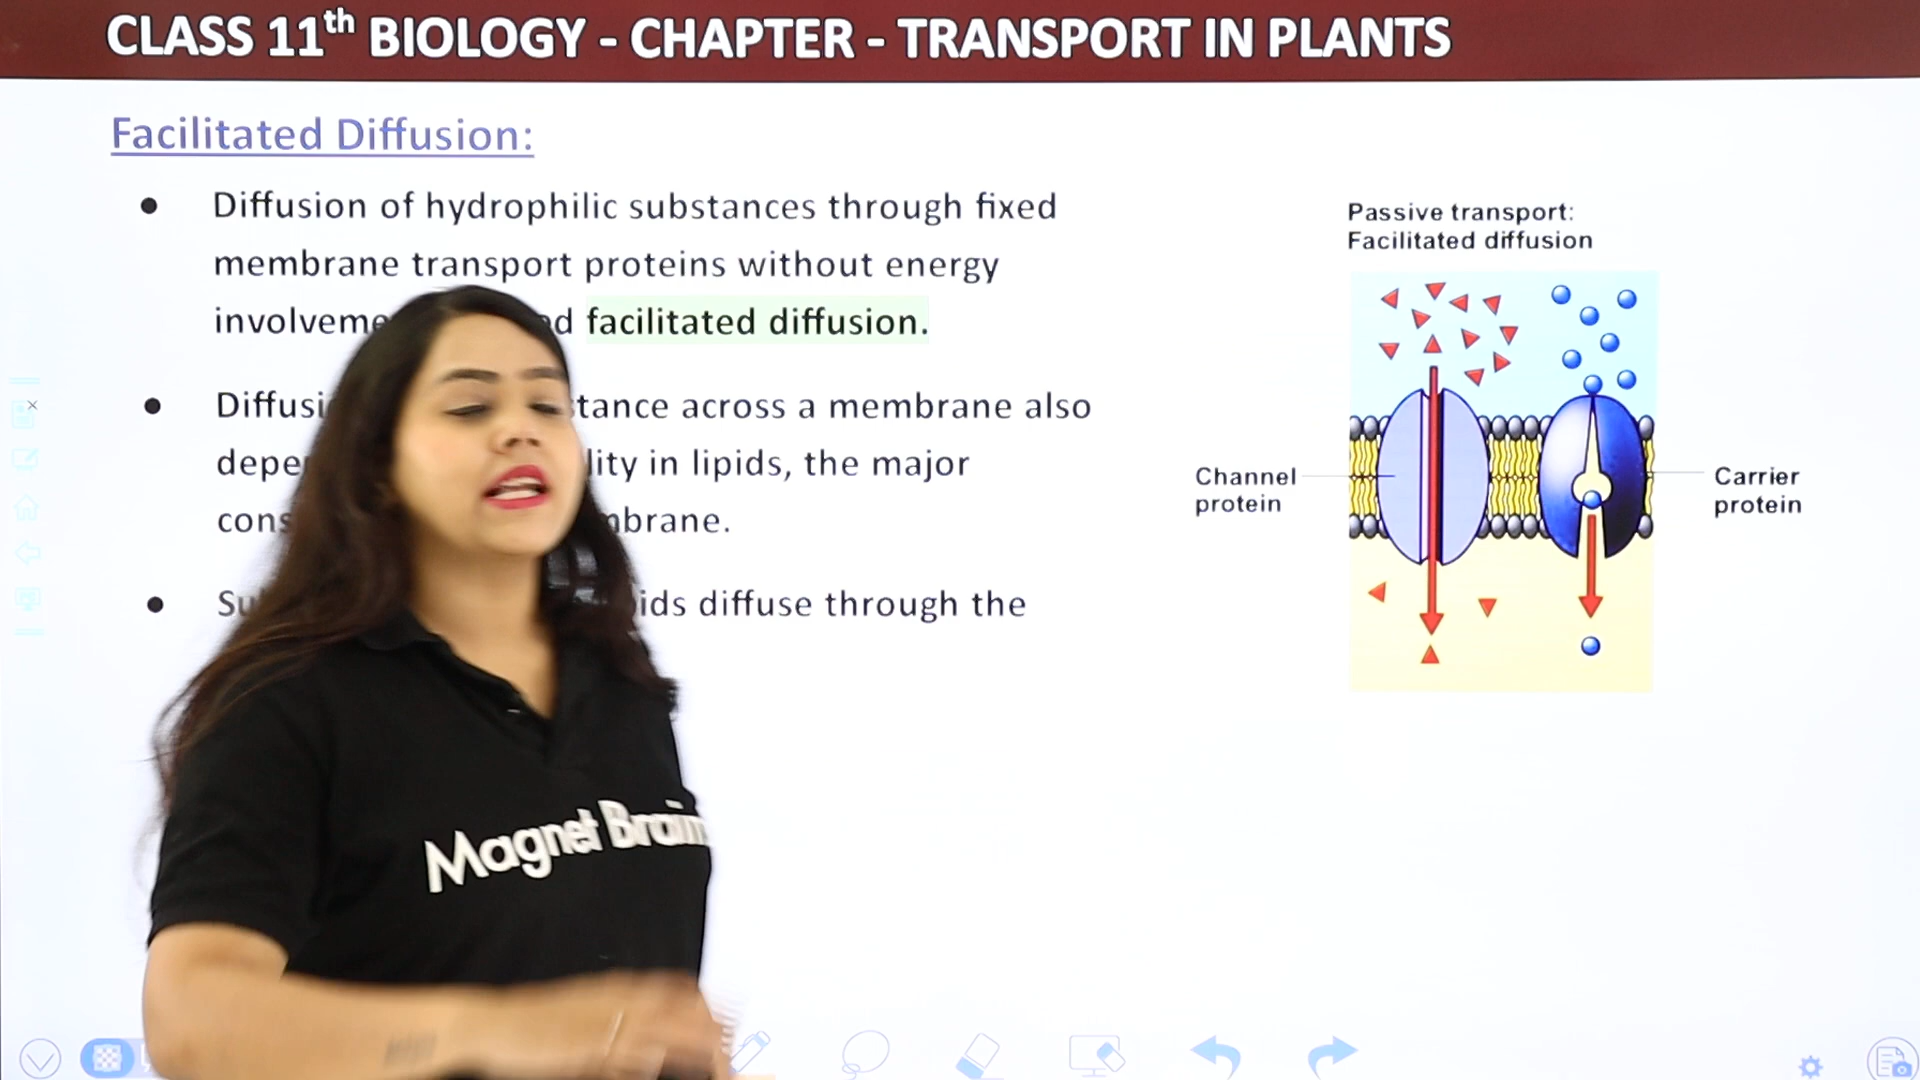 CLASS 11th BIOLOGY - CHAPTER - TRANSPORT IN PLANTS
Facilitated Diffusion:
● Diffusion of hydrophilic substances through fixed
membrane transport proteins without energy
involveme d facilitated diffusion.
● Diffusi tance across a membrane also
depe lity in lipids, the major
cons mbrane.
● Su ids diffuse through the
Passive transport:
Facilitated diffusion
Channel
protein
Carrier
protein
Magnet Brain